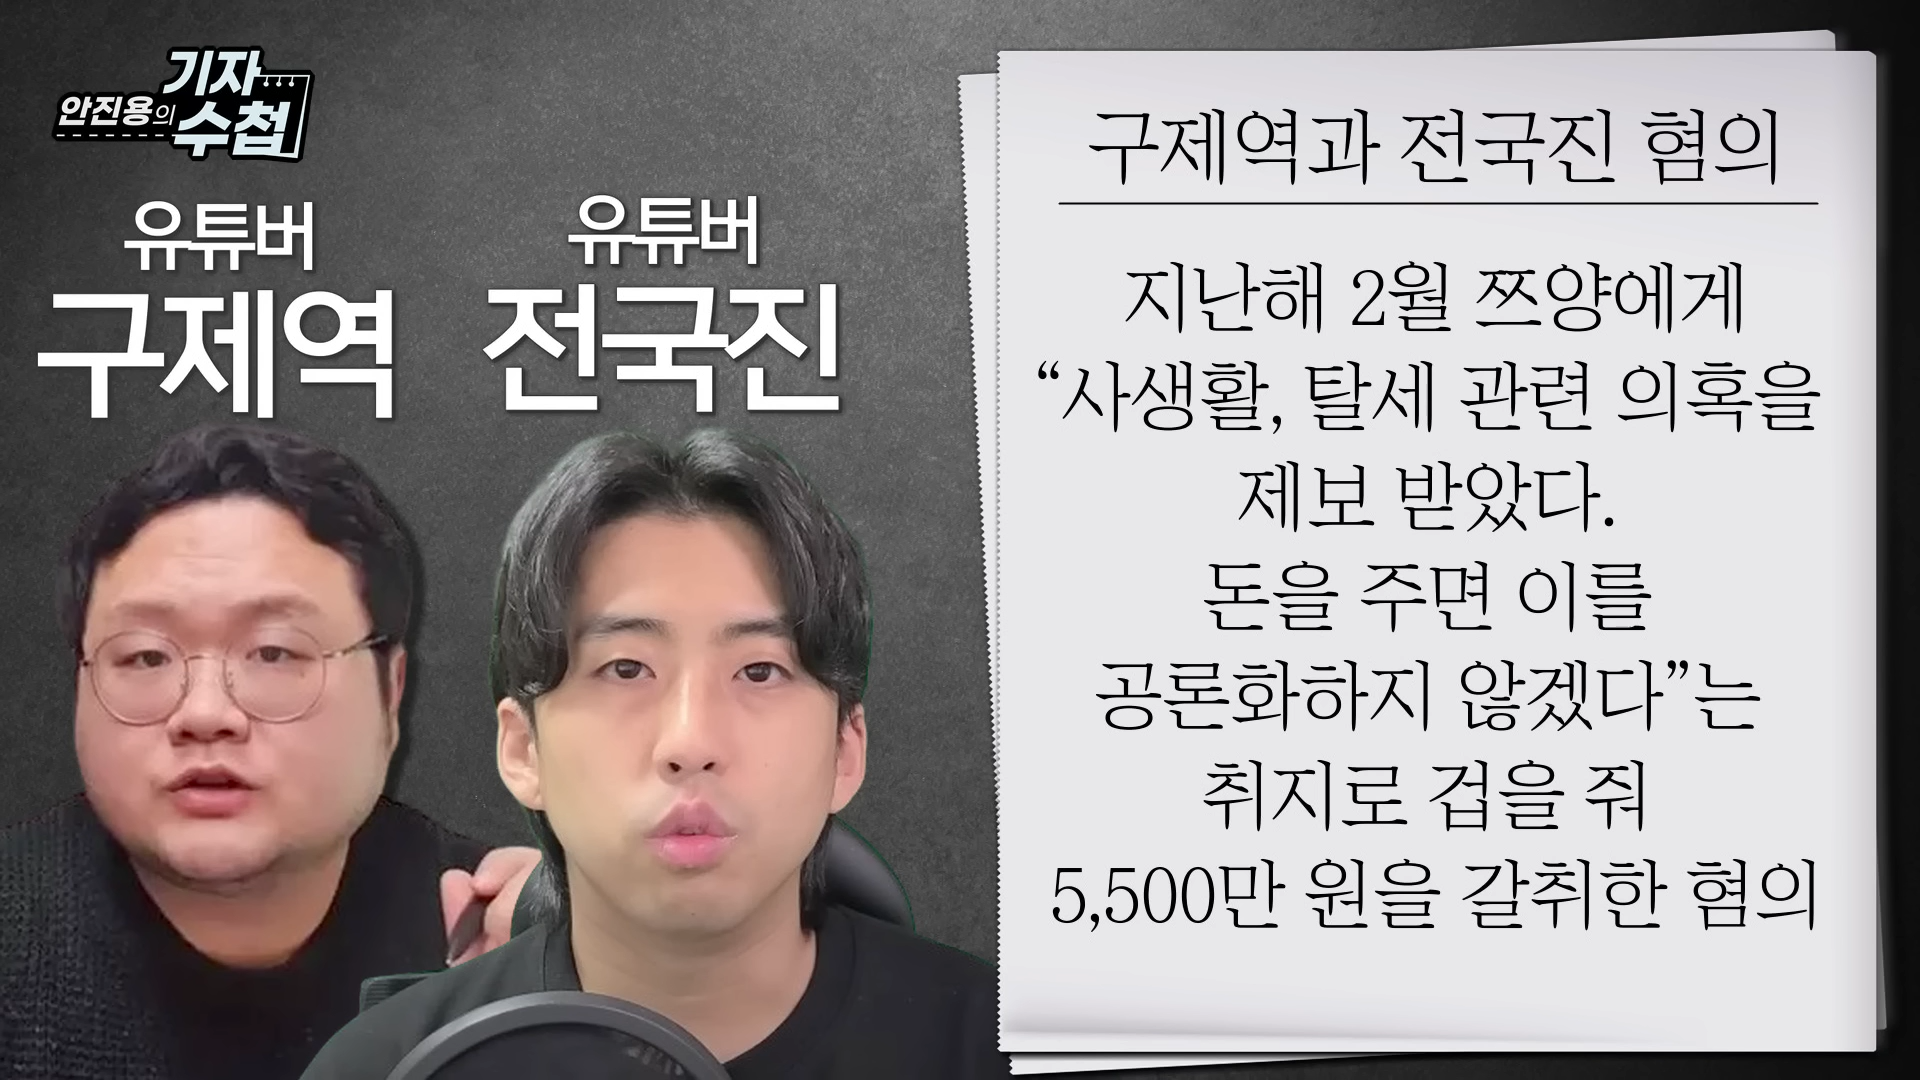 안진용의 기자수첩
유튜버
구제역
유튜버
전국진
구제역과 전국진 혐의
지난해 2월 쯔양에게
“사생활, 탈세 관련 의혹을
제보 받았다.
돈을 주면 이를
공론화하지 않겠다”는
취지로 겁을 줘
5,500만 원을 갈취한 혐의